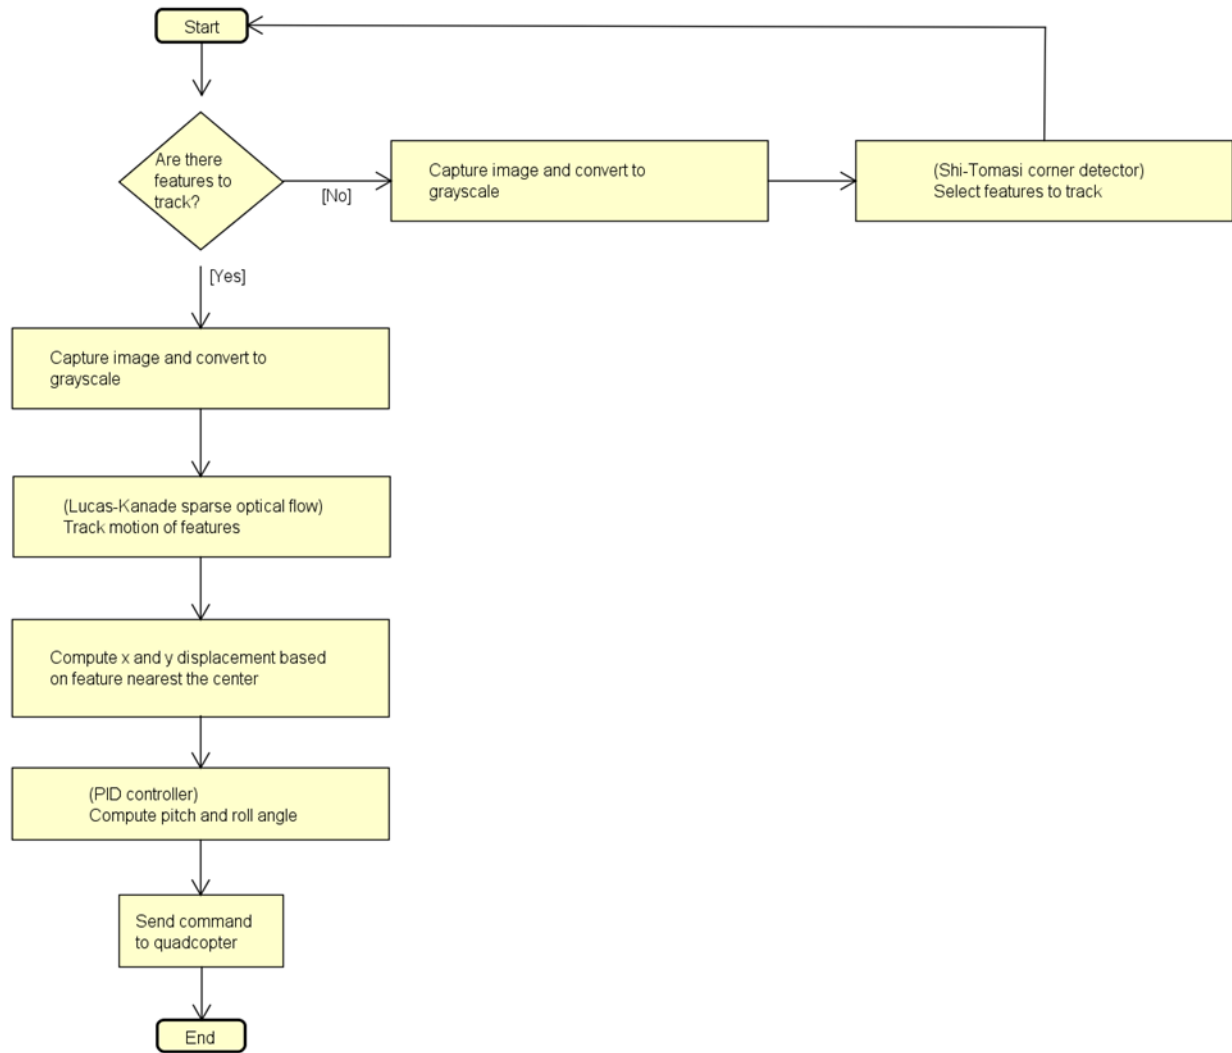 Start
Are there
features to
track?
[No]
Capture image and convert to
grayscale
(Shi-Tomasi corner detector)
Select features to track
[Yes]
Capture image and convert to
grayscale
(Lucas-Kanade sparse optical flow)
Track motion of features
Compute x and y displacement based
on feature nearest the center
(PID controller)
Compute pitch and roll angle
Send command
to quadcopter
End